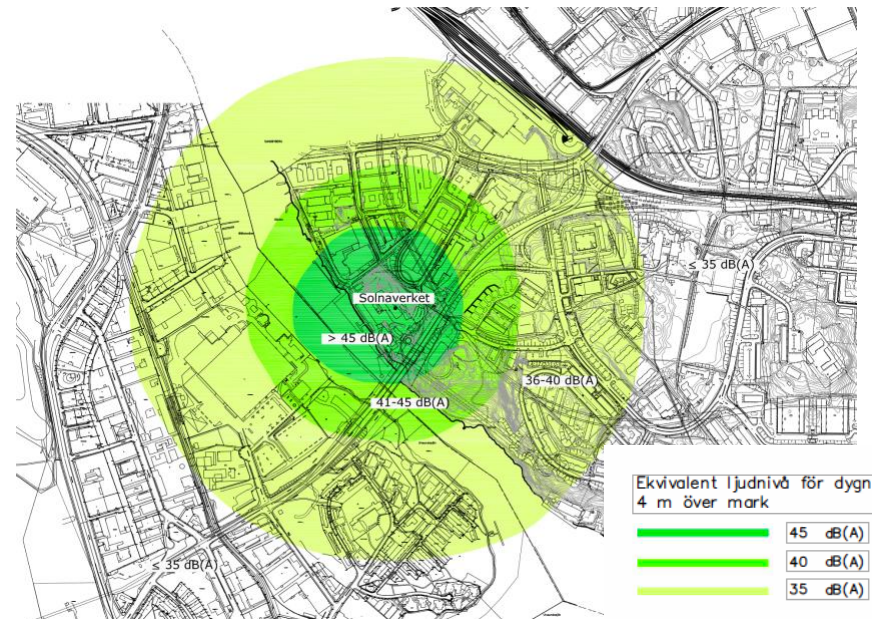 ≤ 35 dB(A)
Solnaverket
> 45 dB(A)
36-40 dB(A)
41-45 dB(A)
≤ 35 dB(A)
Ekvivalent ljudnivå för dygn
4 m över mark
45 dB(A)
40 dB(A)
35 dB(A)